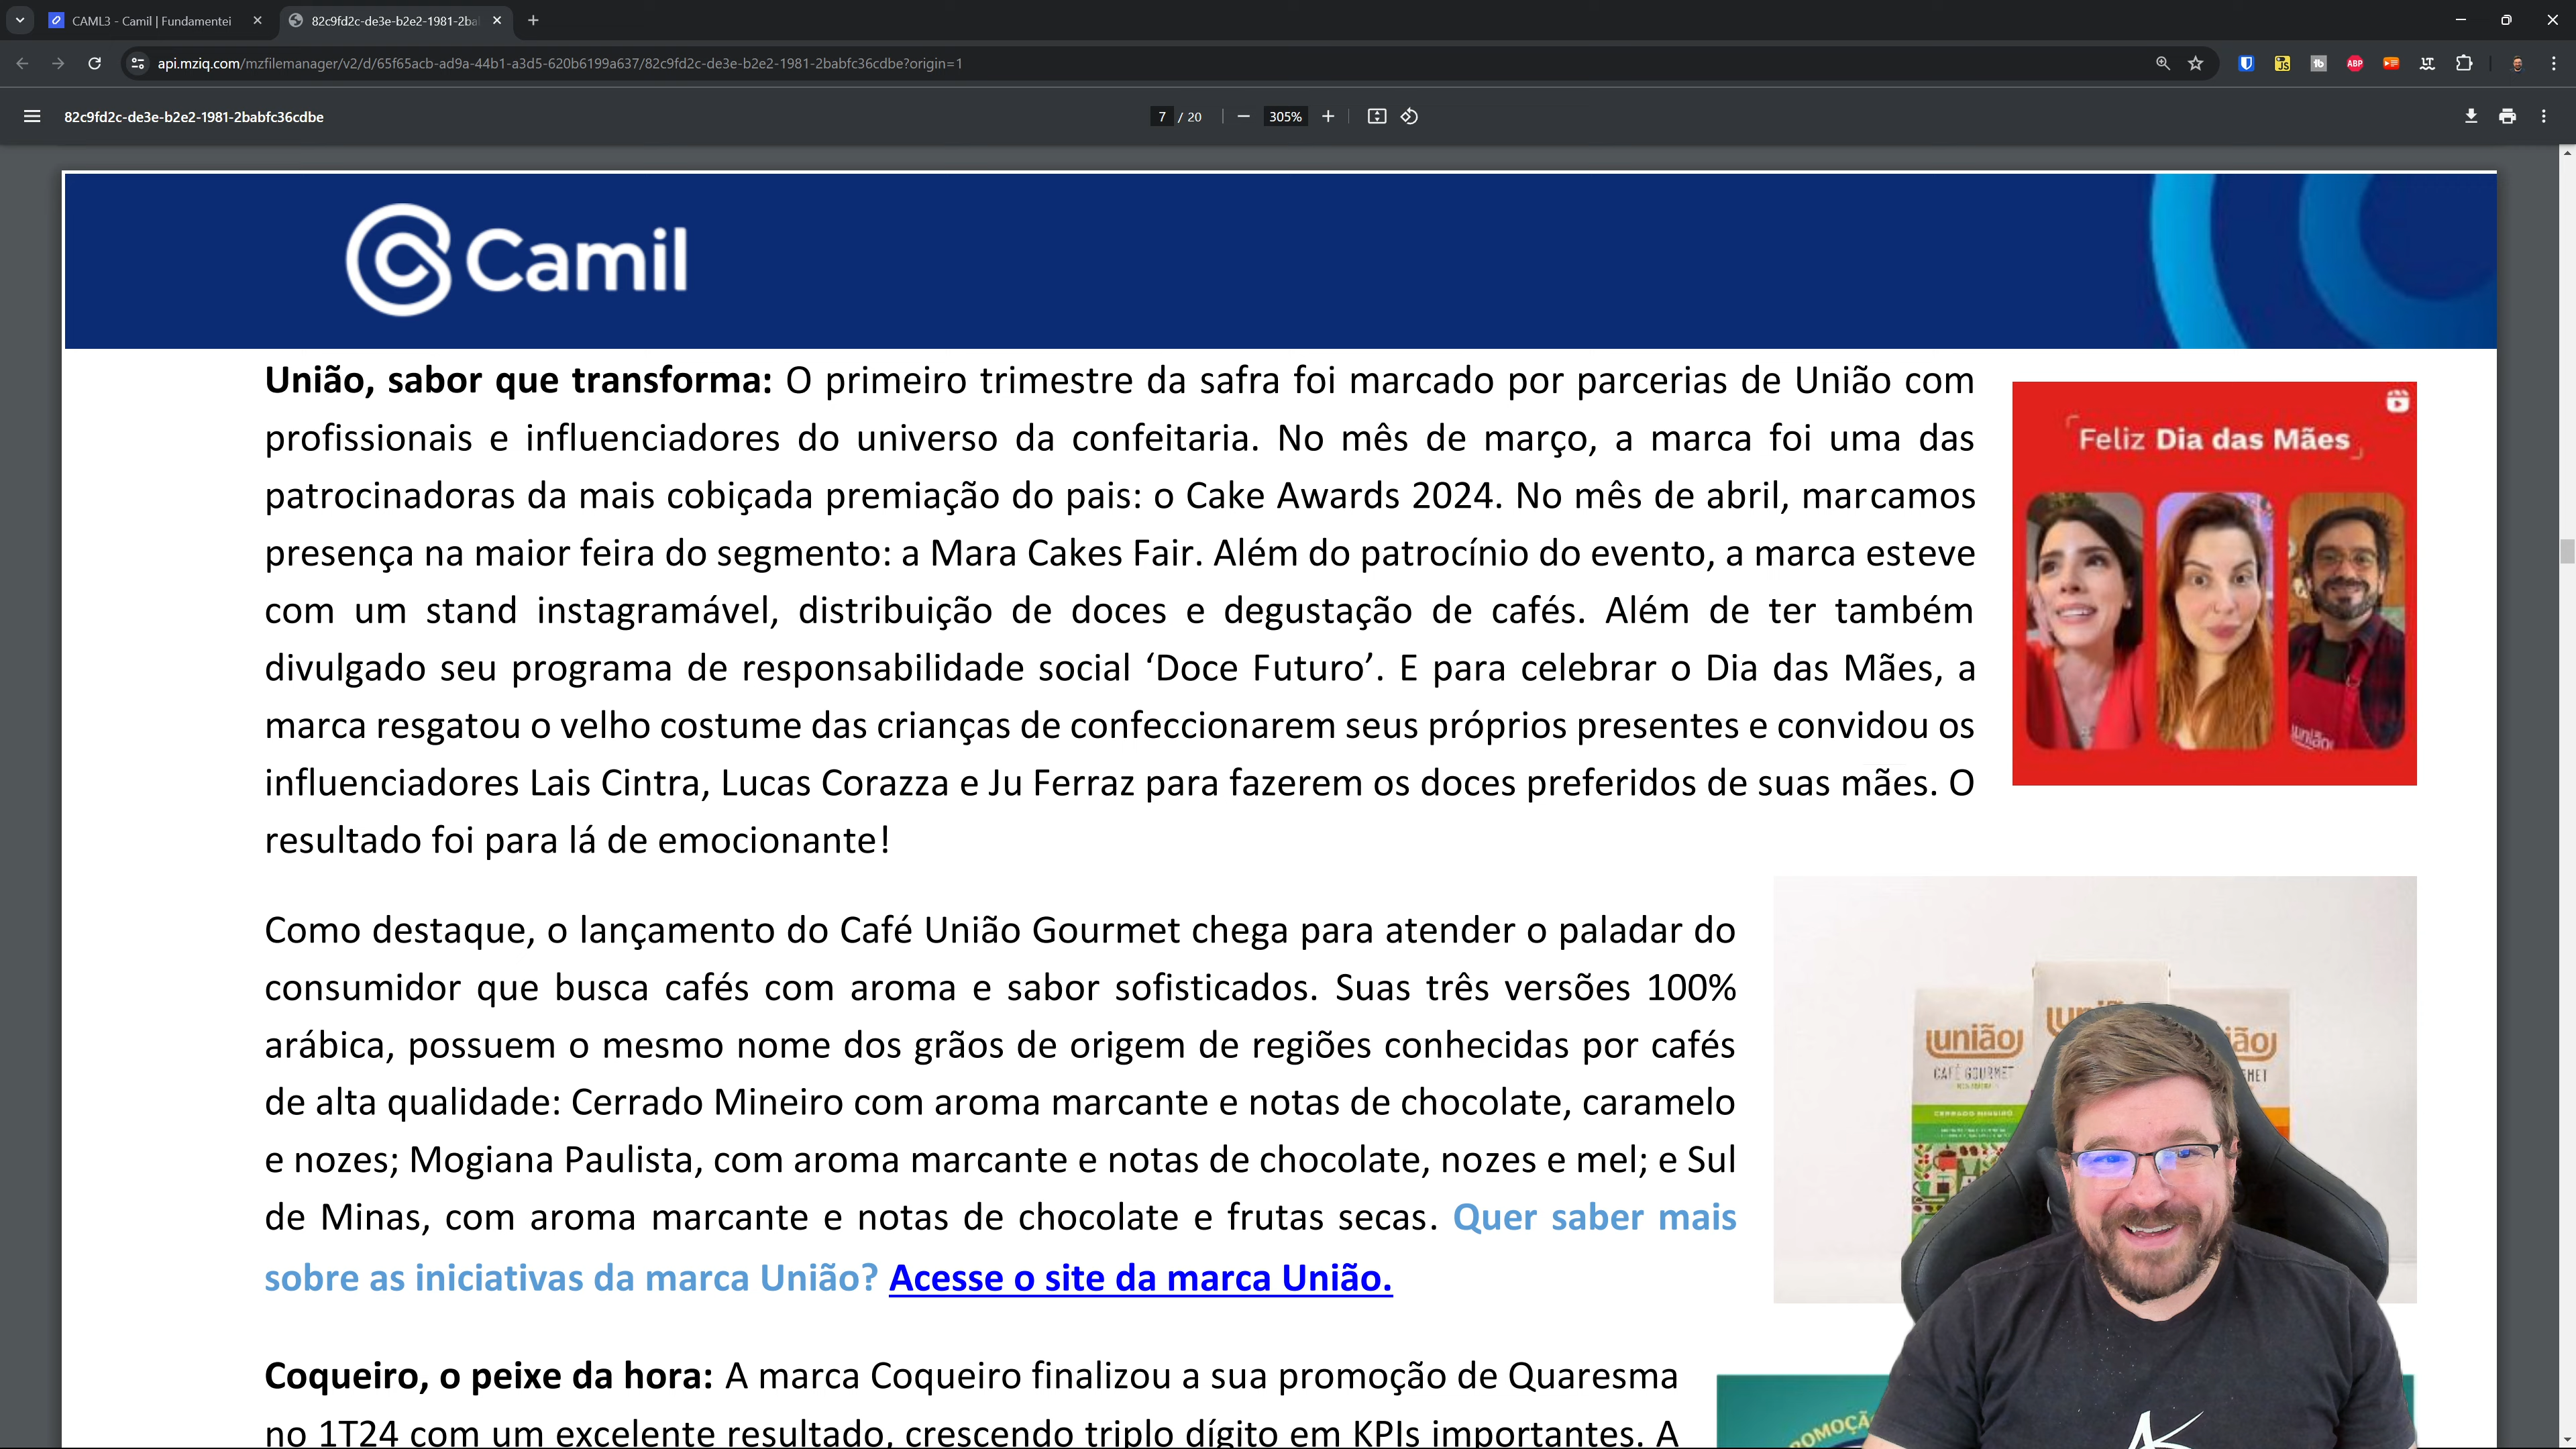 CAML3 - Camil | Fundamentei
82c9fd2c-de3e-b2e2-1981-2ba
api.mziq.com/mzfilemanager/v2/d/65f65acb-ad9a-44b1-a3d5-620b6199a637/82c9fd2c-de3e-b2e2-1981-2babfc36cdbe?origin=1
82c9fd2c-de3e-b2e2-1981-2babfc36cdbe
7 / 20
305%
Camil
União, sabor que transforma: O primeiro trimestre da safra foi marcado por parcerias de União com
profissionais e influenciadores do universo da confeitaria. No mês de março, a marca foi uma das
patrocinadoras da mais cobiçada premiação do pais: o Cake Awards 2024. No mês de abril, marcamos
presença na maior feira do segmento: a Mara Cakes Fair. Além do patrocínio do evento, a marca esteve
com um stand instagramável, distribuição de doces e degustação de cafés. Além de ter também
divulgado seu programa de responsabilidade social ‘Doce Futuro’. E para celebrar o Dia das Mães, a
marca resgatou o velho costume das crianças de confeccionarem seus próprios presentes e convidou os
influenciadores Lais Cintra, Lucas Corazza e Ju Ferraz para fazerem os doces preferidos de suas mães. O
resultado foi para lá de emocionante!
Feliz Dia das Mães
união
Como destaque, o lançamento do Café União Gourmet chega para atender o paladar do
consumidor que busca cafés com aroma e sabor sofisticados. Suas três versões 100%
arábica, possuem o mesmo nome dos grãos de origem de regiões conhecidas por cafés
de alta qualidade: Cerrado Mineiro com aroma marcante e notas de chocolate, caramelo
e nozes; Mogiana Paulista, com aroma marcante e notas de chocolate, nozes e mel; e Sul
de Minas, com aroma marcante e notas de chocolate e frutas secas. Quer saber mais
sobre as iniciativas da marca União? Acesse o site da marca União.
união
CAFÉ GOURMET
CERRADO MINEIRO
Coqueiro, o peixe da hora: A marca Coqueiro finalizou a sua promoção de Quaresma
no 1T24 com um excelente resultado, crescendo triplo dígito em KPIs importantes. A